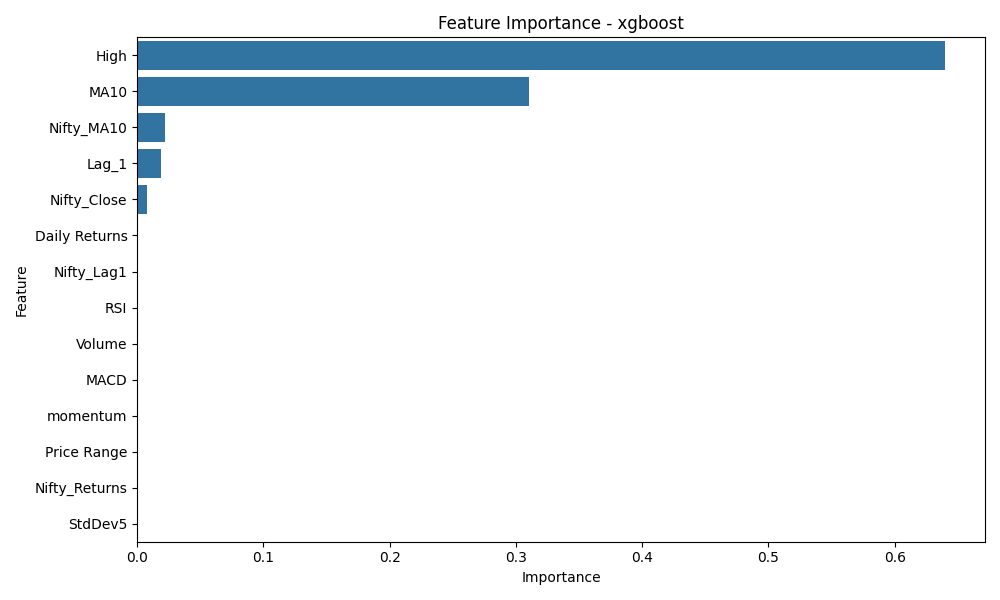 Feature Importance - xgboost
Feature
High
MA10
Nifty_MA10
Lag_1
Nifty_Close
Daily Returns
Nifty_Lag1
RSI
Volume
MACD
momentum
Price Range
Nifty_Returns
StdDev5
0.0 0.1 0.2 0.3 0.4 0.5 0.6
Importance